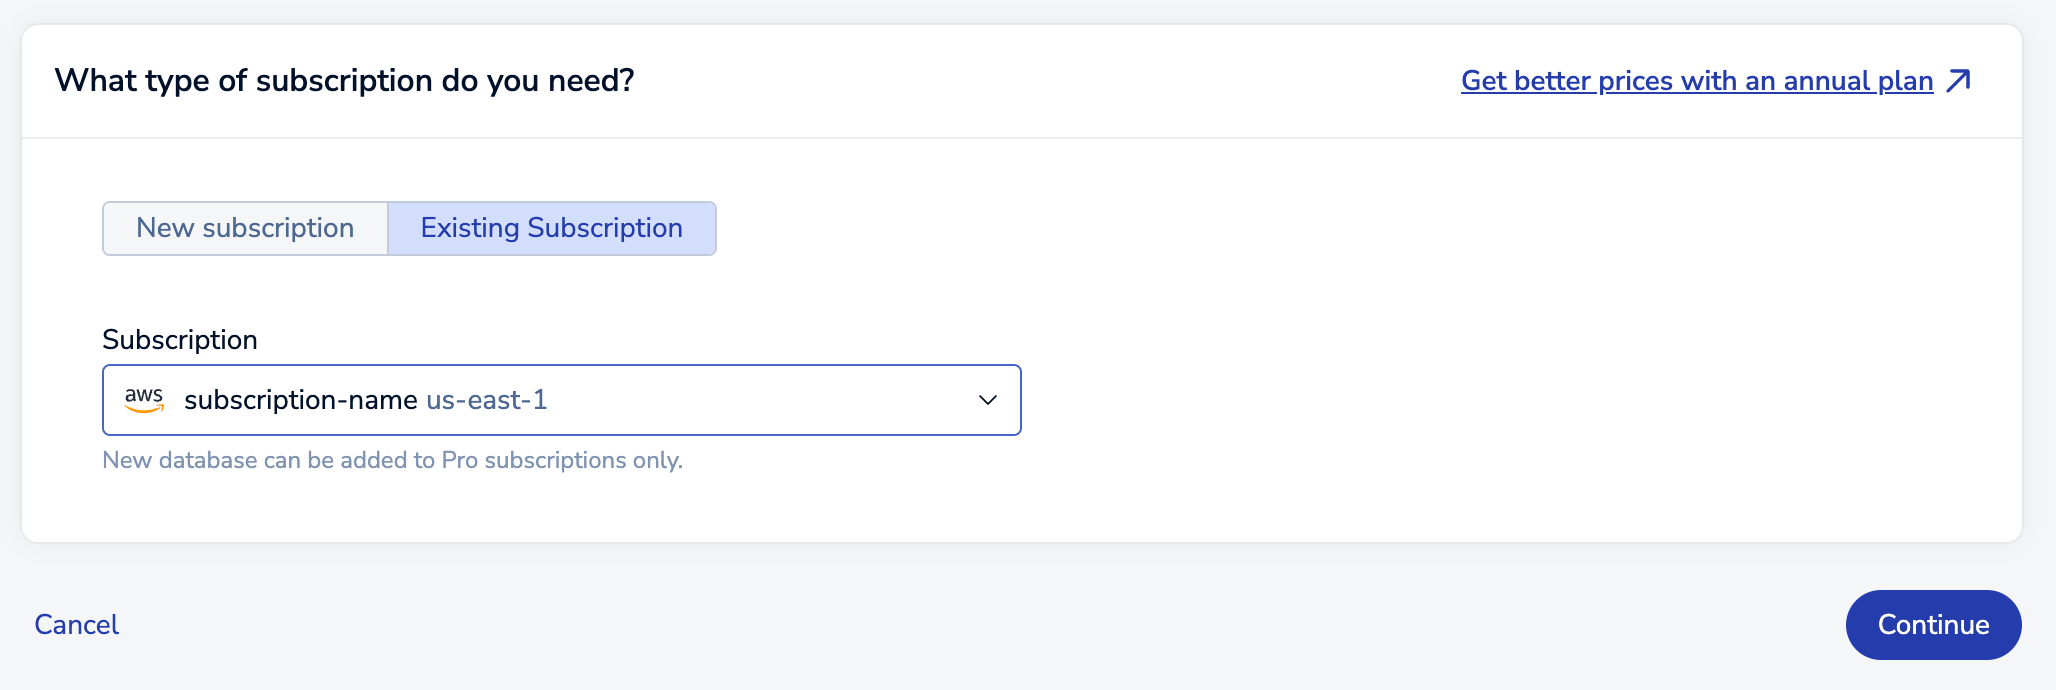 What type of subscription do you need?
Get better prices with an annual plan
New subscription
Existing Subscription
Subscription
aws subscription-name us-east-1
New database can be added to Pro subscriptions only.
Cancel
Continue